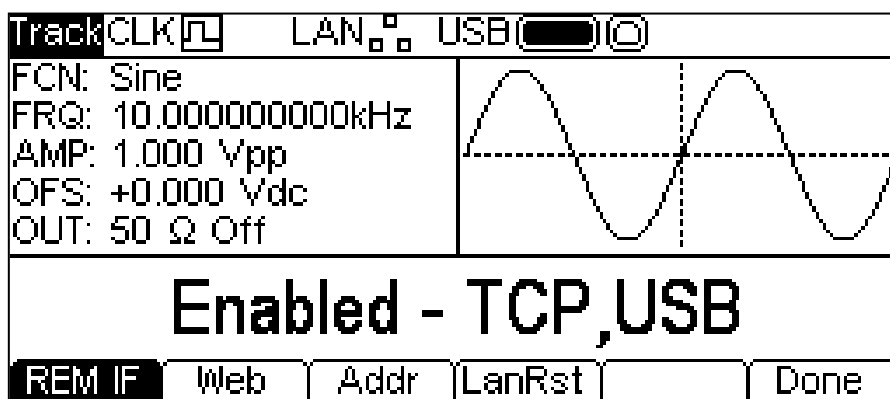 Track CLK LAN USB
FCN: Sine
FRQ: 10.000000000kHz
AMP: 1.000 Vpp
OFS: +0.000 Vdc
OUT: 50 Ω Off
Enabled - TCP,USB
REM IF Web Addr LanRst Done